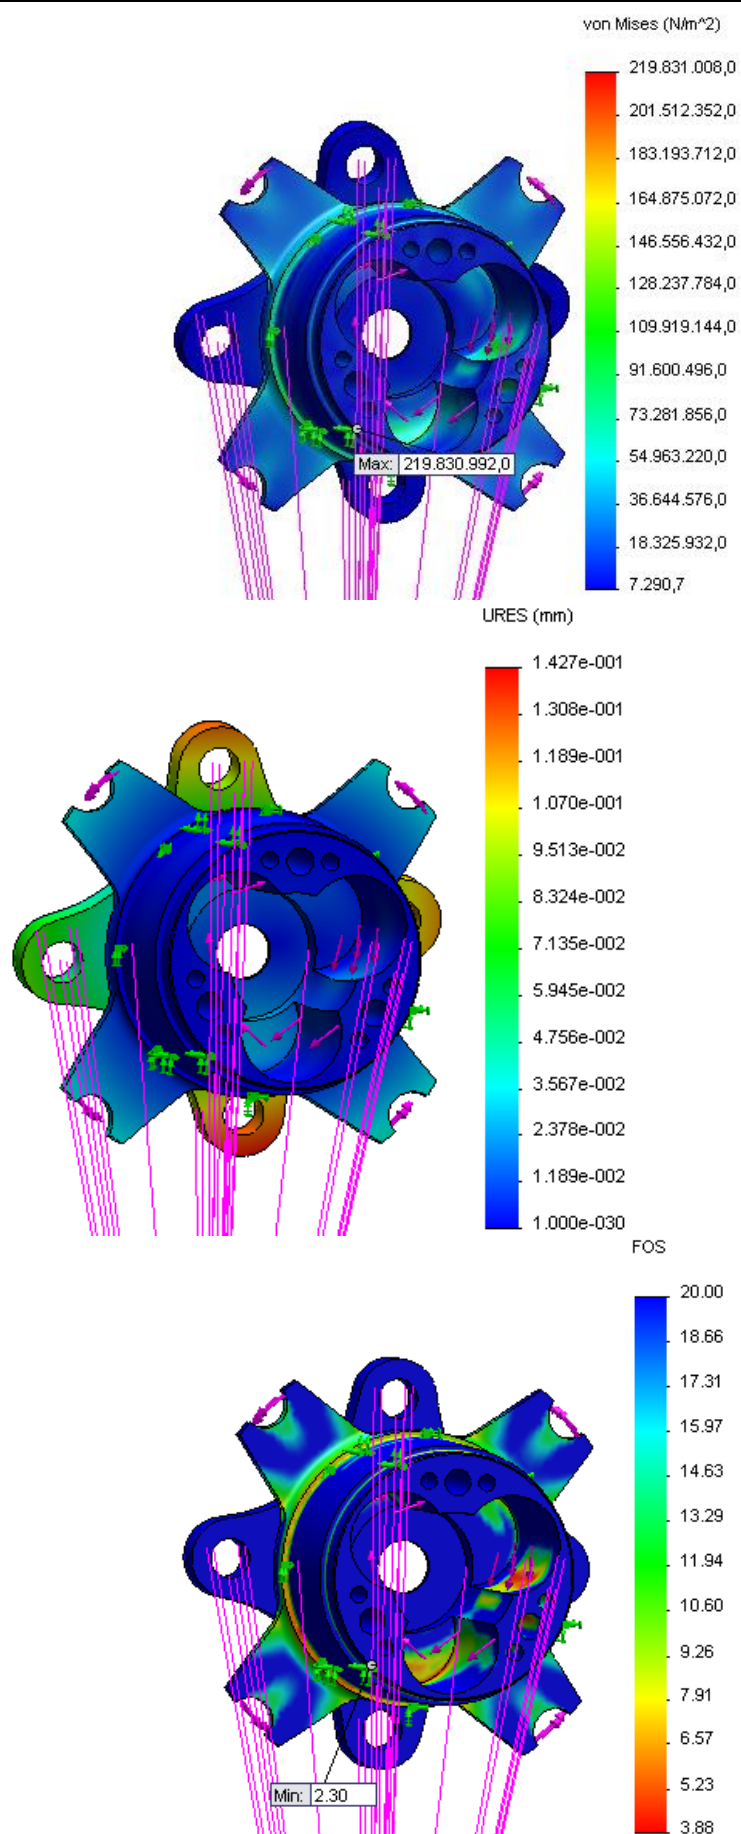 von Mises (N/m^2)
219.831.008,0
201.512.352,0
183.193.712,0
164.875.072,0
146.556.432,0
128.237.784,0
109.919.144,0
91.600.496,0
73.281.856,0
54.963.220,0
36.644.576,0
18.325.932,0
7.290,7
Max: 219.830.992,0
URES (mm)
1.427e-001
1.308e-001
1.189e-001
1.070e-001
9.513e-002
8.324e-002
7.135e-002
5.945e-002
4.756e-002
3.567e-002
2.378e-002
1.189e-002
1.000e-030
FOS
20.00
18.66
17.31
15.97
14.63
13.29
11.94
10.60
9.26
7.91
6.57
5.23
3.88
Min: 2.30